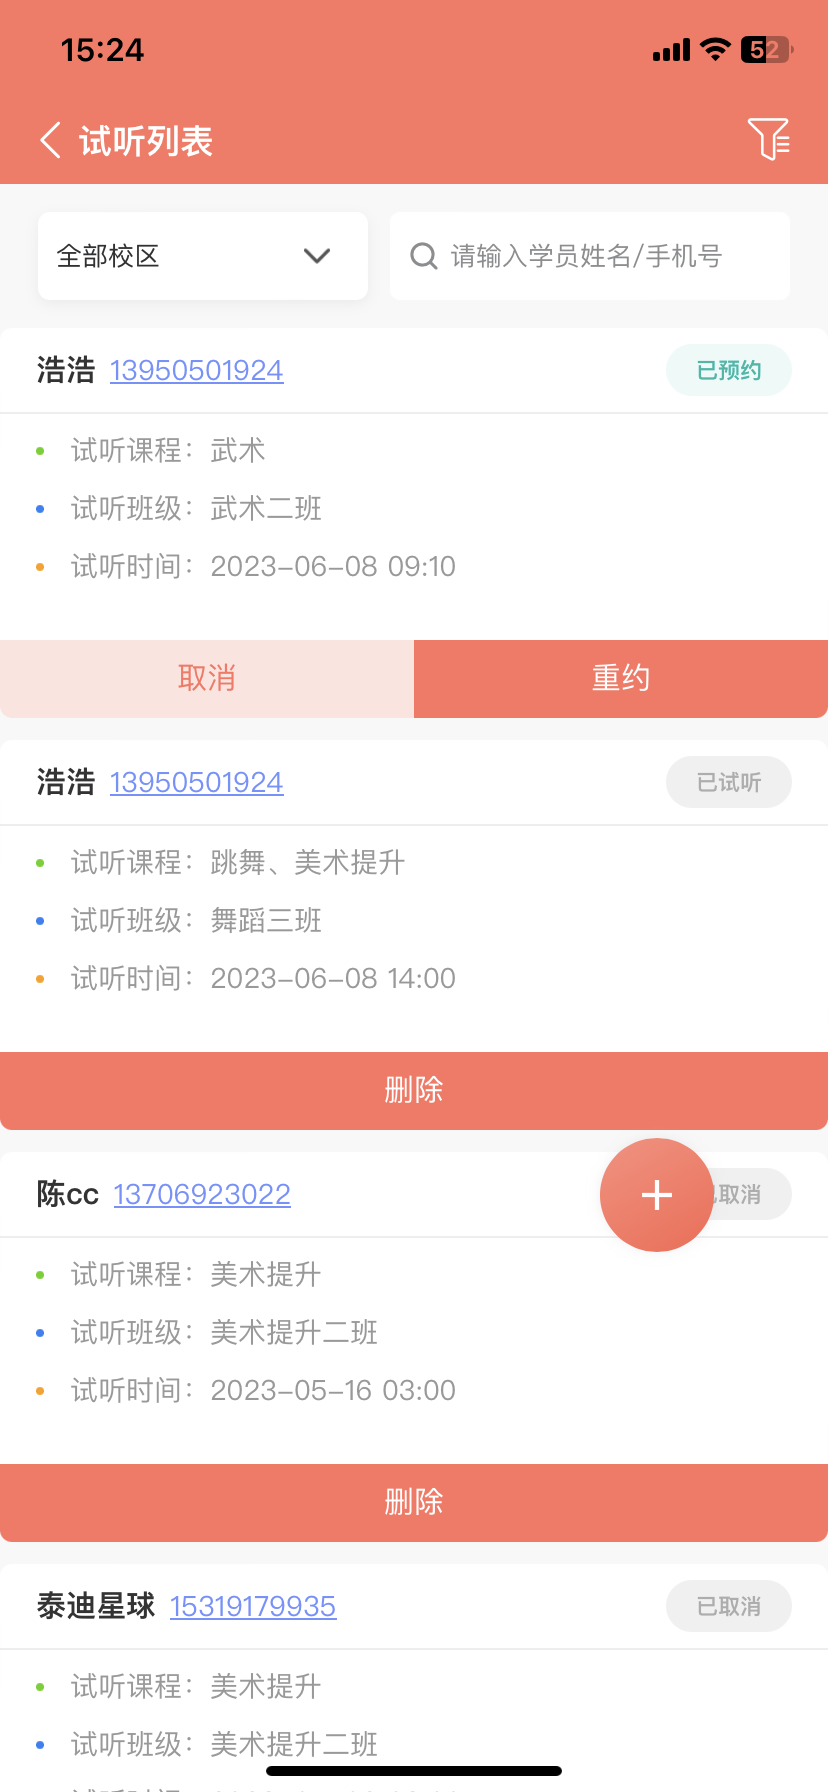 15:24
52
试听列表
全部校区
请输入学员姓名/手机号
浩浩 13950501924 已预约
试听课程：武术
试听班级：武术二班
试听时间：2023-06-08 09:10
取消 重约
浩浩 13950501924 已试听
试听课程：跳舞、美术提升
试听班级：舞蹈三班
试听时间：2023-06-08 14:00
删除
陈cc 13706923022 取消
试听课程：美术提升
试听班级：美术提升二班
试听时间：2023-05-16 03:00
删除
泰迪星球 15319179935 已取消
试听课程：美术提升
试听班级：美术提升二班